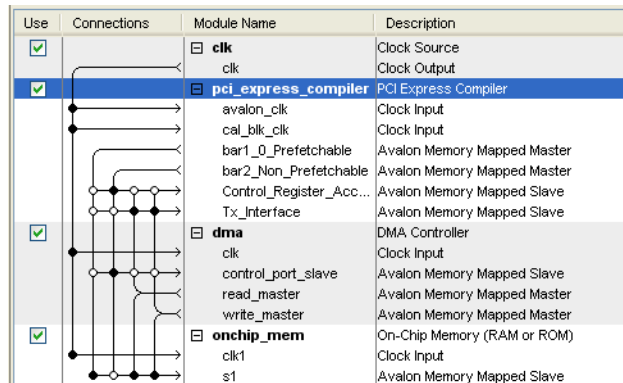 Use Connections Module Name Description
clk Clock Source
clk Clock Output
pci_express_compiler PCI Express Compiler
avalon_clk Clock Input
cal_blk_clk Clock Input
bar1_0_Prefetchable Avalon Memory Mapped Master
bar2_Non_Prefetchable Avalon Memory Mapped Master
Control_Register_Acc... Avalon Memory Mapped Slave
Tx_Interface Avalon Memory Mapped Slave
dma DMA Controller
clk Clock Input
control_port_slave Avalon Memory Mapped Slave
read_master Avalon Memory Mapped Master
write_master Avalon Memory Mapped Master
onchip_mem On-Chip Memory (RAM or ROM)
clk1 Clock Input
s1 Avalon Memory Mapped Slave